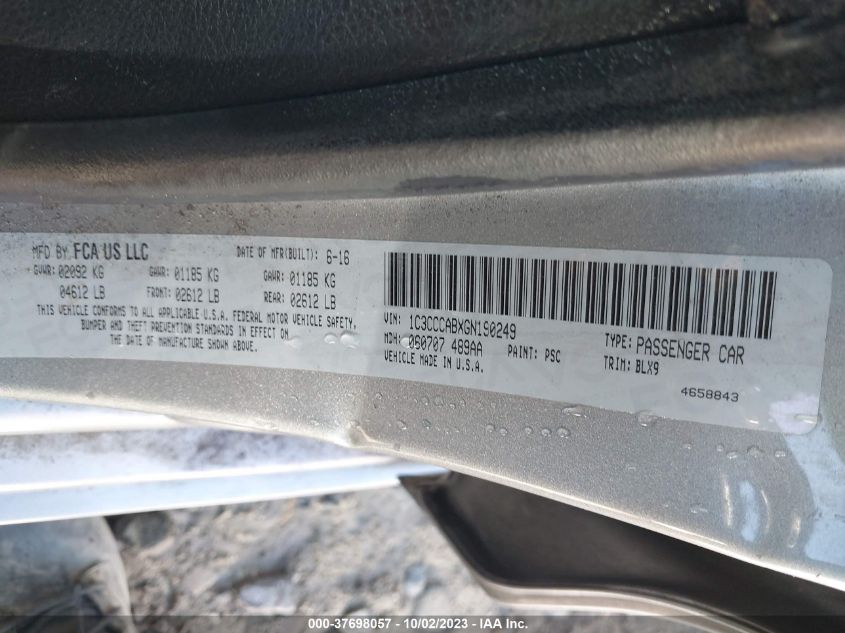 MFD BY FCA US LLC DATE OF MFR(BUILT): 6-16
GVWR: 02092 KG GAWR: 01185 KG GAWR: 01185 KG
04612 LB FRONT: 02612 LB REAR: 02612 LB
THIS VEHICLE CONFORMS TO ALL APPLICABLE U.S.A. FEDERAL MOTOR VEHICLE SAFETY,
BUMPER AND THEFT PREVENTION STANDARDS IN EFFECT ON
THE DATE OF MANUFACTURE SHOWN ABOVE.
VIN: 1C3CCCABXGN190249 TYPE: PASSENGER CAR
MDH: 060707 489AA PAINT: PSC TRIM: BLX9
VEHICLE MADE IN U.S.A.
4658843
000-37698057 - 10/02/2023 - IAAI.COM